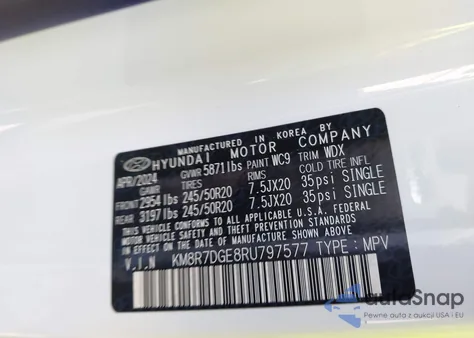 MANUFACTURED IN KOREA BY
HYUNDAI MOTOR COMPANY
APR/2024 GVWR 5871lbs PAINT WC9 TRIM WDX
GAWR TIRES RIMS
FRONT 2954 lbs 245/50R20 7.5JX20 35psi SINGLE
REAR 3197 lbs 245/50R20 7.5JX20 35psi SINGLE
THIS VEHICLE CONFORMS TO ALL APPLICABLE U.S.A. FEDERAL MOTOR
VEHICLE SAFETY, BUMPER, AND THEFT PREVENTION STANDARDS
IN EFFECT ON THE DATE OF MANUFACTURE SHOWN ABOVE
V.I.N KM8R7DGE8RU797577 TYPE: MPV
autoSnap
Pewne auta z aukcji USA i EU